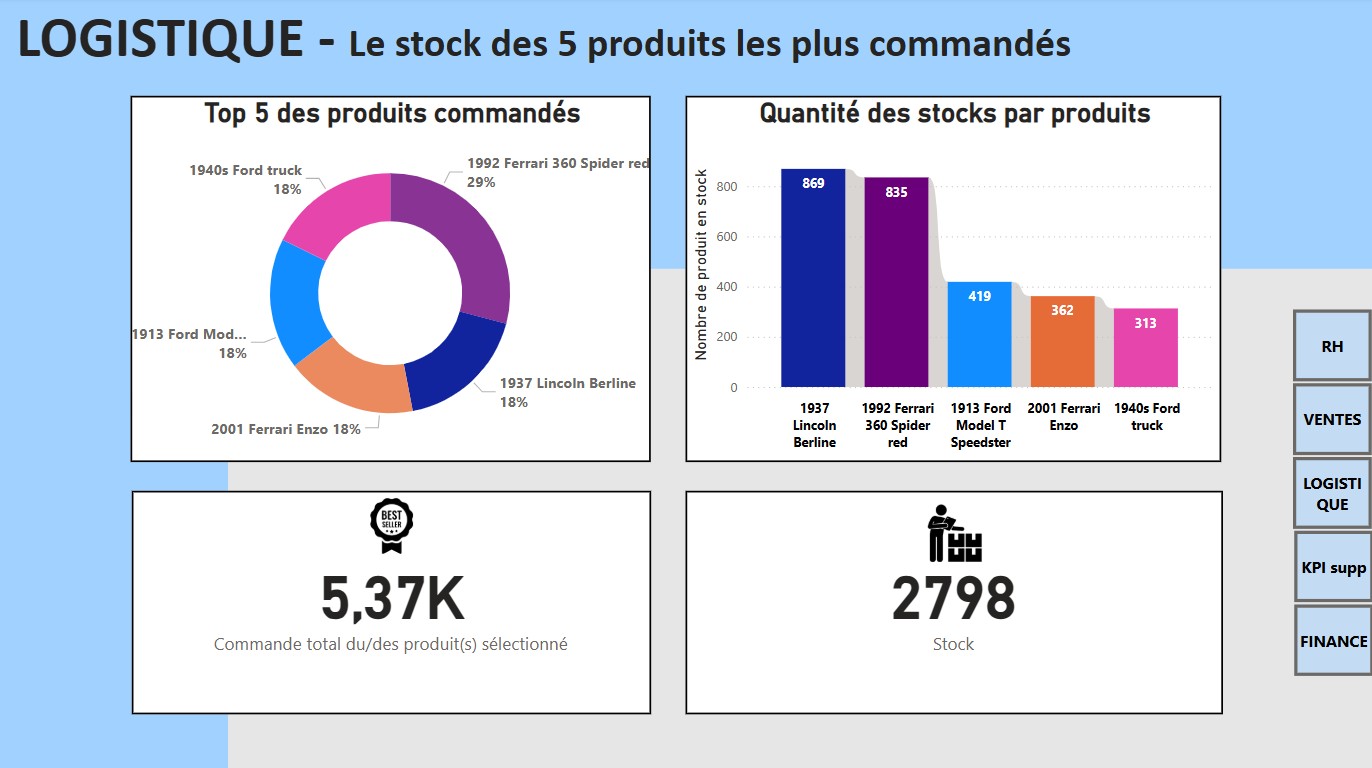 LOGISTIQUE - Le stock des 5 produits les plus commandés
Top 5 des produits commandés
1992 Ferrari 360 Spider red
29%
1940s Ford truck
18%
1913 Ford Mod...
18%
1937 Lincoln Berline
18%
2001 Ferrari Enzo 18%
Quantité des stocks par produits
Nombre de produit en stock
800
600
400
200
0
869
835
419
362
313
1937
Lincoln
Berline
1992 Ferrari
360 Spider
red
1913 Ford
Model T
Speedster
2001 Ferrari
Enzo
1940s Ford
truck
BEST
SELLER
5,37K
Commande total du/des produit(s) sélectionné
2798
Stock
RH
VENTES
LOGISTI
QUE
KPI supp
FINANCE